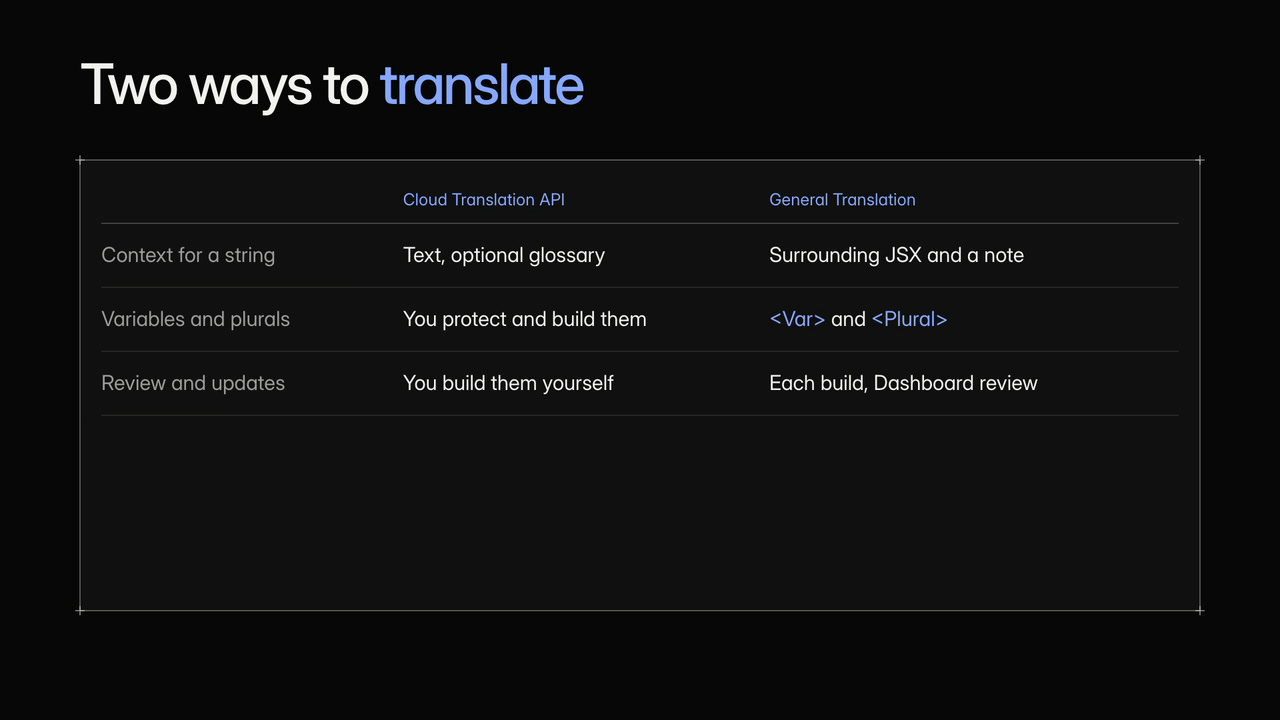 Two ways to translate
Cloud Translation API General Translation
Context for a string Text, optional glossary Surrounding JSX and a note
Variables and plurals You protect and build them <Var> and <Plural>
Review and updates You build them yourself Each build, Dashboard review